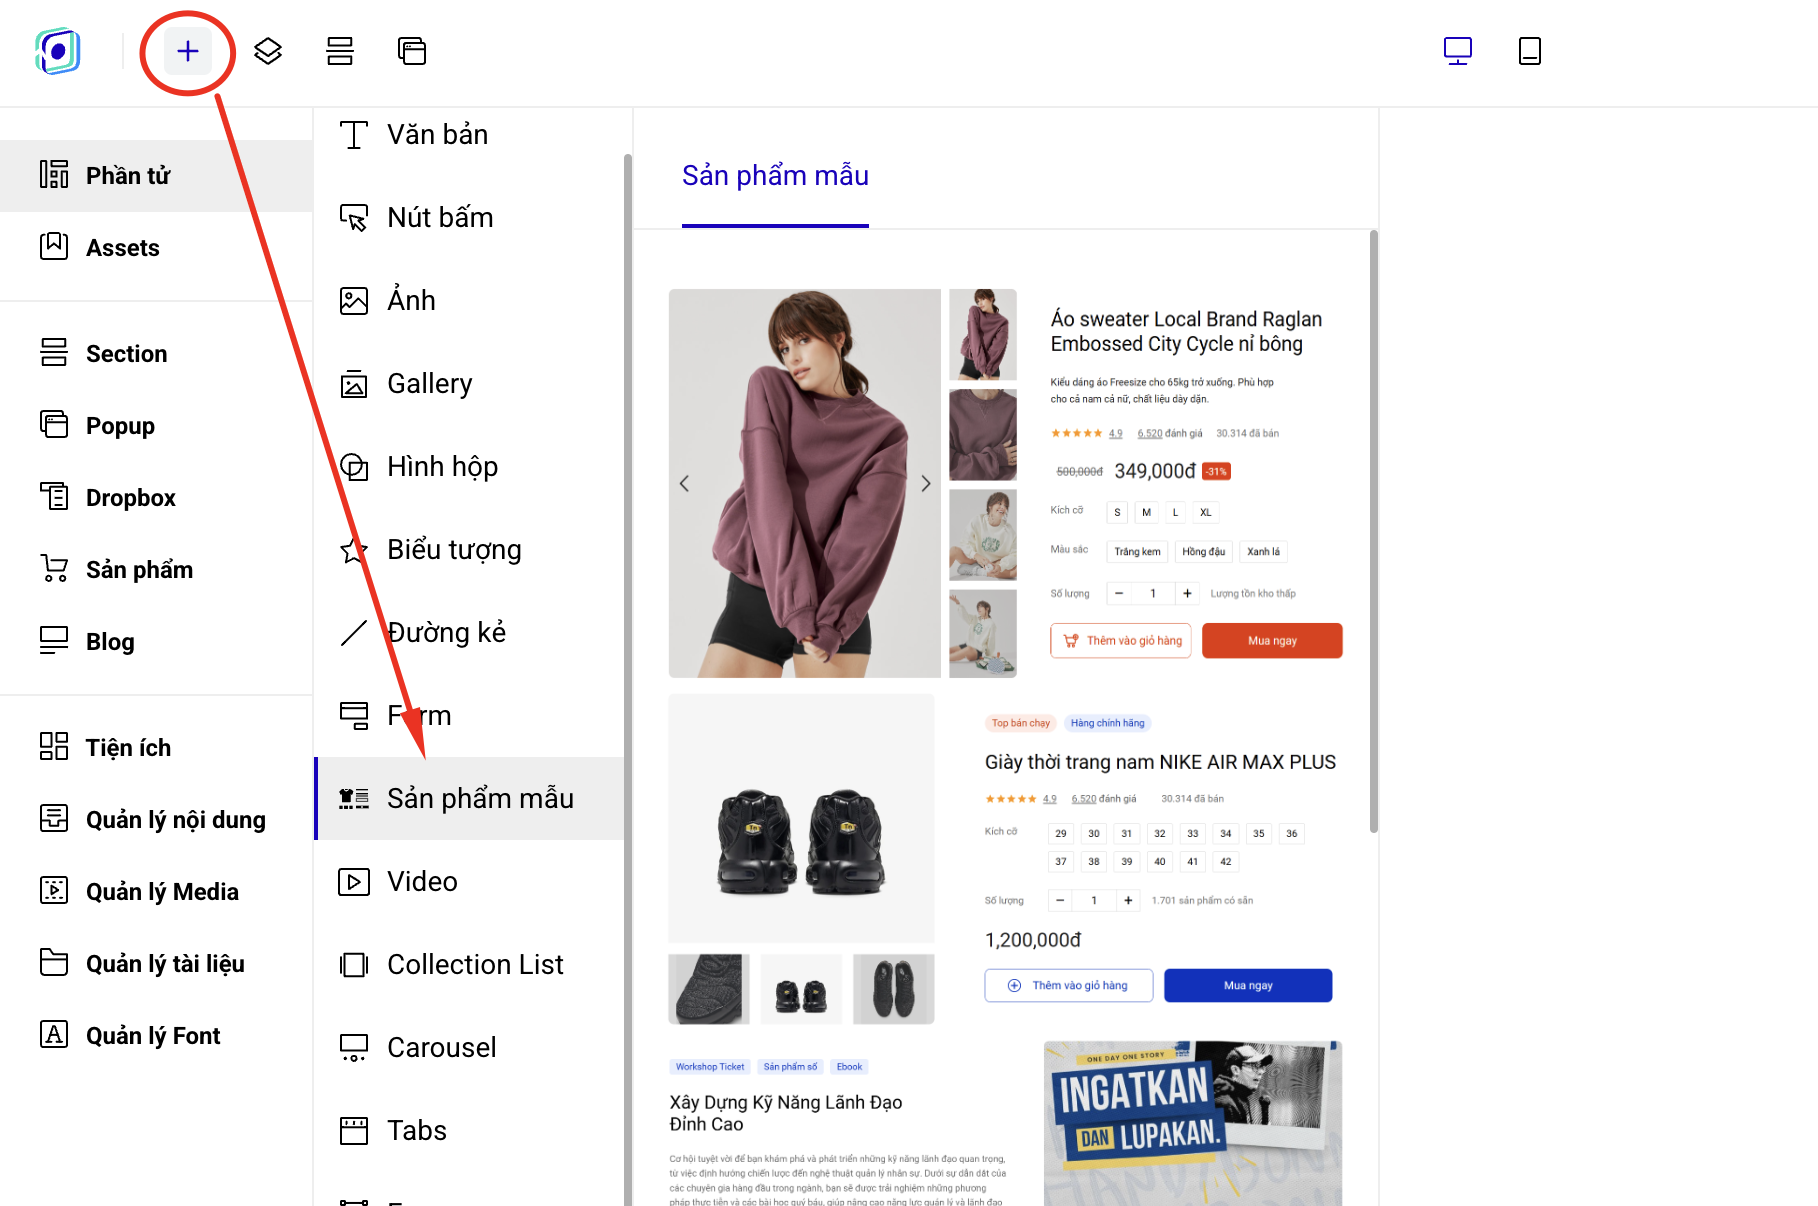 Phần tử
Assets
Section
Popup
Dropbox
Sản phẩm
Blog
Tiện ích
Quản lý nội dung
Quản lý Media
Quản lý tài liệu
Quản lý Font
Văn bản
Nút bấm
Ảnh
Gallery
Hình hộp
Biểu tượng
Đường kẻ
Form
Sản phẩm mẫu
Video
Collection List
Carousel
Tabs
Sản phẩm mẫu
Áo sweater Local Brand Raglan
Embossed City Cycle nỉ bông
Kiểu dáng áo Freesize cho 65kg trở xuống. Phù hợp
cho cả nam cả nữ, chất liệu dày dặn.
4.9 6.520 đánh giá 30.314 đã bán
500,000đ 349,000đ -31%
Kích cỡ S M L XL
Màu sắc Trắng kem Hồng đậu Xanh lá
Số lượng − 1 + Lượng tồn kho thấp
Thêm vào giỏ hàng Mua ngay
Top bán chạy Hàng chính hãng
Giày thời trang nam NIKE AIR MAX PLUS
4.9 6.520 đánh giá 30.314 đã bán
Kích cỡ 29 30 31 32 33 34 35 36
37 38 39 40 41 42
Số lượng − 1 + 1.701 sản phẩm có sẵn
1,200,000đ
Thêm vào giỏ hàng Mua ngay
Workshop Ticket Sản phẩm số Ebook
Xây Dựng Kỹ Năng Lãnh Đạo
Đỉnh Cao
Cơ hội tuyệt vời để bạn khám phá và phát triển những kỹ năng lãnh đạo quan trọng,
từ việc định hướng chiến lược đến nghệ thuật quản lý nhân sự. Dưới sự dẫn dắt của
các chuyên gia hàng đầu trong ngành, bạn sẽ được trải nghiệm những phương
pháp thực tiễn và các bài học quý báu, giúp nâng cao năng lực quản lý và lãnh đạo
ONE DAY ONE STORY
INGATKAN
DAN LUPAKAN.